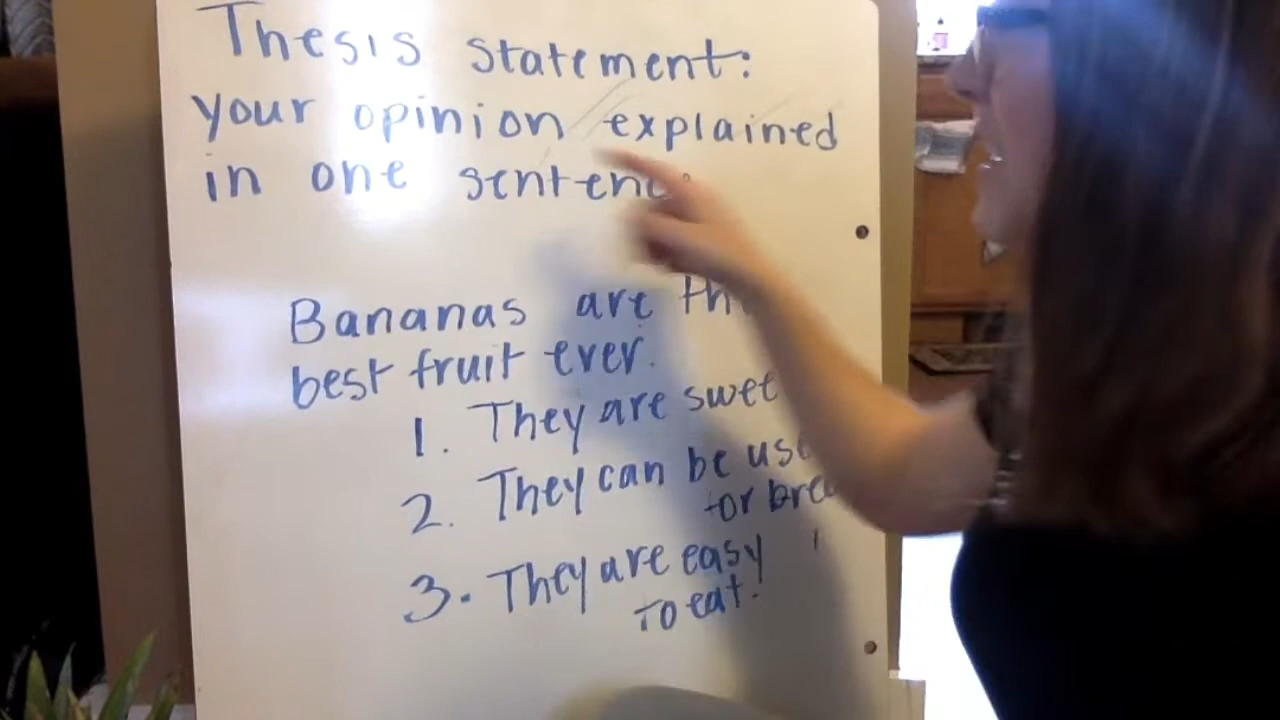 Thesis statement:
your opinion explained
in one
Bananas are
best fruit ever.
1. They are
2. They can be
for
3. They are easy
to eat!